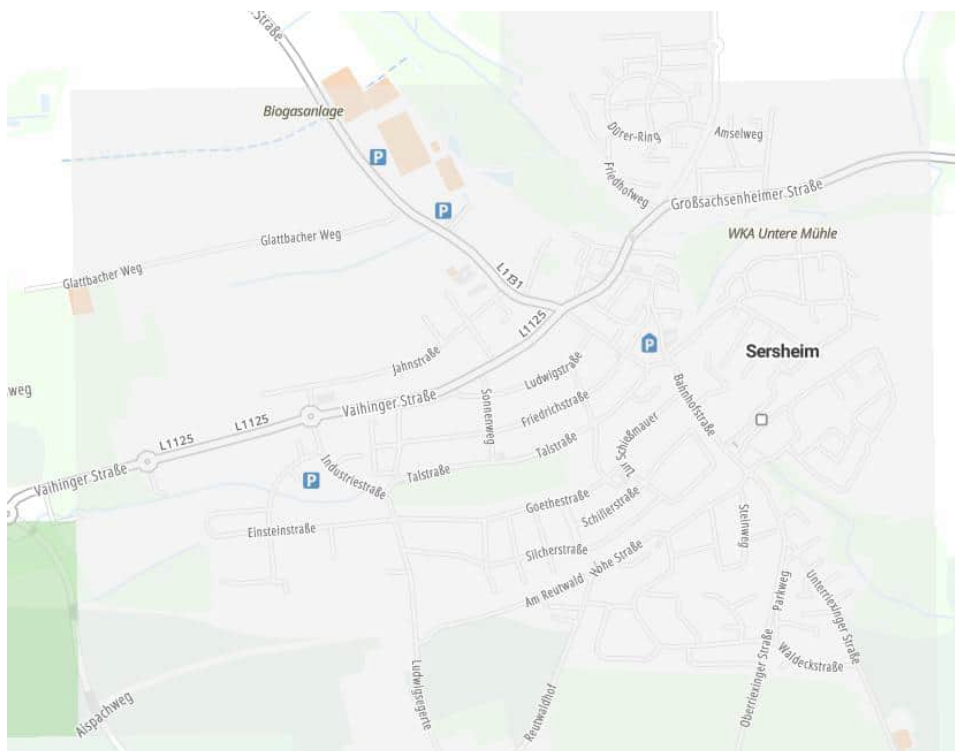 Straße
Biogasanlage
P
Dürer-Ring
Amselweg
Friedhofweg
Großsachsenheimer Straße
P
Glattbacher Weg
WKA Untere Mühle
Glattbacher Weg
L1131
L1125
P
Sersheim
Jahnstraße
Ludwigstraße
Bahnhofstraße
weg
Vaihinger Straße
Sonnenweg
Friedrichstraße
L1125
L1125
Talstraße
Zur Schießmauer
Vaihinger Straße
Industriestraße
P
Talstraße
Goethestraße
Schillerstraße
Steinweg
Einsteinstraße
Silcherstraße
Hohe Straße
Am Reutwald
Parkweg
Unterriexinger Straße
Waldeckstraße
Oberriexinger Straße
Ludwigsegerte
Reutwaldhof
Aispachweg